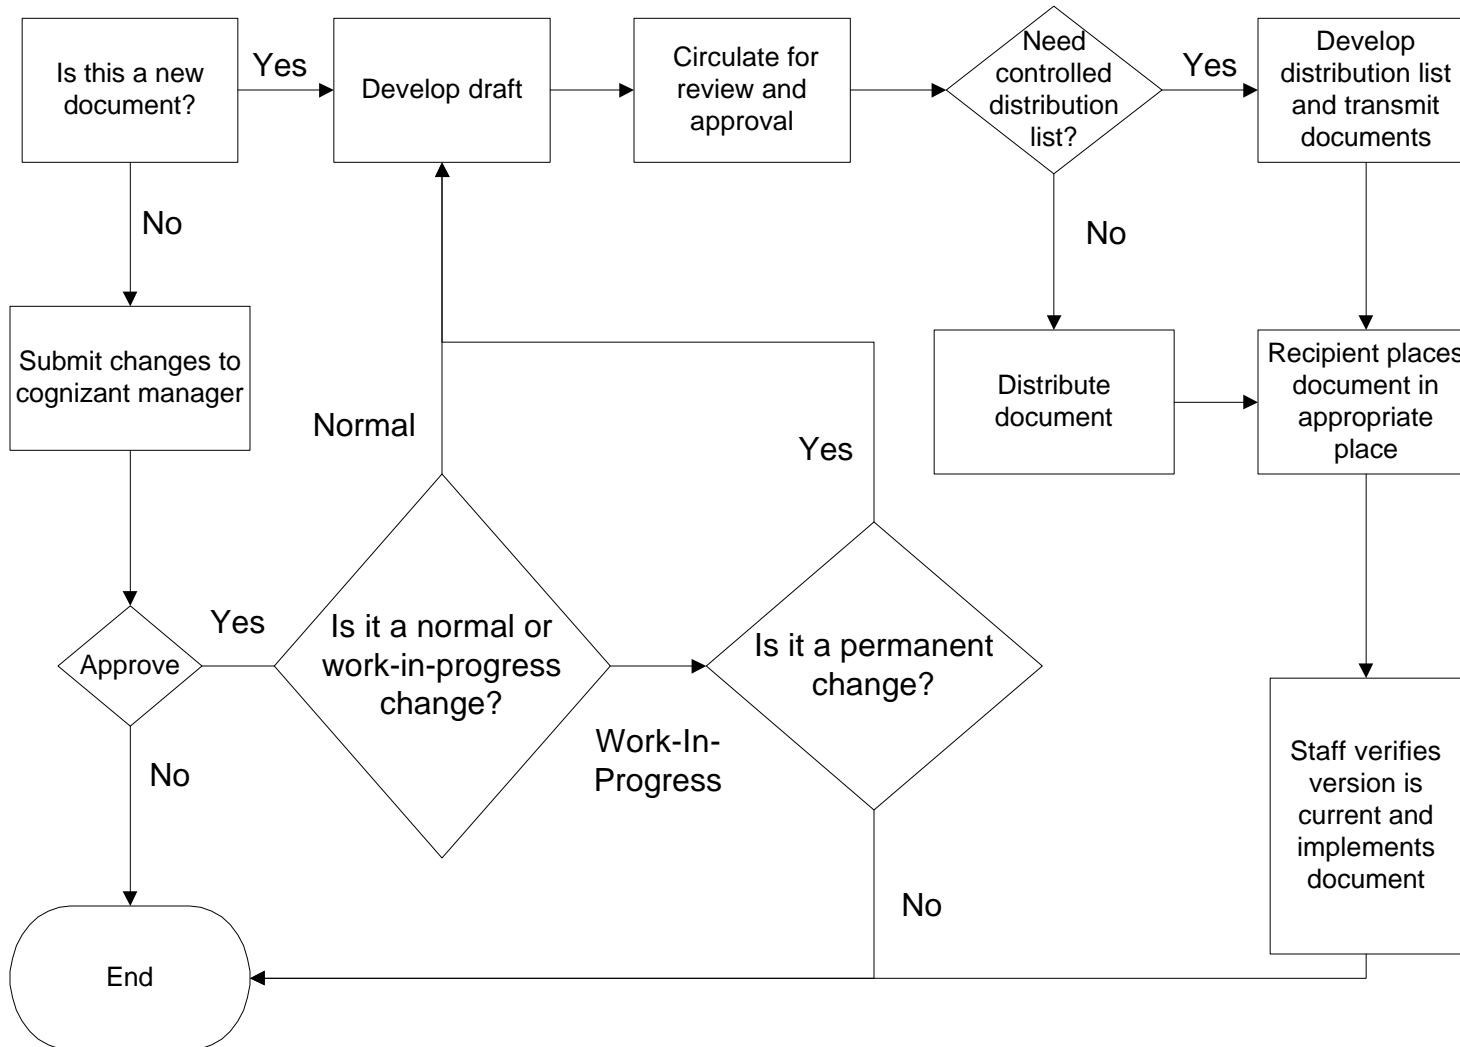 Is this a new
document?
Yes
Develop draft
Circulate for
review and
approval
Need
controlled
distribution
list?
Yes
Develop
distribution list
and transmit
documents
No
No
Submit changes to
cognizant manager
Normal
Yes
Distribute
document
Recipient places
document in
appropriate
place
Approve
Yes
Is it a normal or
work-in-progress
change?
Work-In-
Progress
Is it a permanent
change?
No
No
Staff verifies
version is
current and
implements
document
End